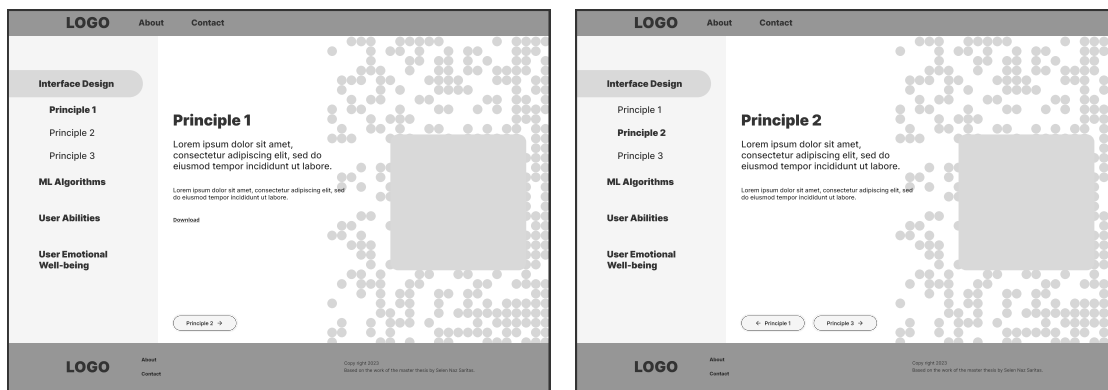 LOGO About Contact
Interface Design
Principle 1
Principle 2
Principle 3
ML Algorithms
User Abilities
User Emotional
Well-being
Principle 1
Lorem ipsum dolor sit amet,
consectetur adipiscing elit, sed do
eiusmod tempor incididunt ut labore.
Lorem ipsum dolor sit amet, consectetur adipiscing elit, sed
do eiusmod tempor incididunt ut labore.
Download
Principle 2 →
LOGO
About
Contact
Copy right 2023
Based on the work of the master thesis by Selen Naz Sarıtaş.
LOGO About Contact
Interface Design
Principle 1
Principle 2
Principle 3
ML Algorithms
User Abilities
User Emotional
Well-being
Principle 2
Lorem ipsum dolor sit amet,
consectetur adipiscing elit, sed do
eiusmod tempor incididunt ut labore.
Lorem ipsum dolor sit amet, consectetur adipiscing elit, sed
do eiusmod tempor incididunt ut labore.
← Principle 1
Principle 3 →
LOGO
About
Contact
Copy right 2023
Based on the work of the master thesis by Selen Naz Sarıtaş.